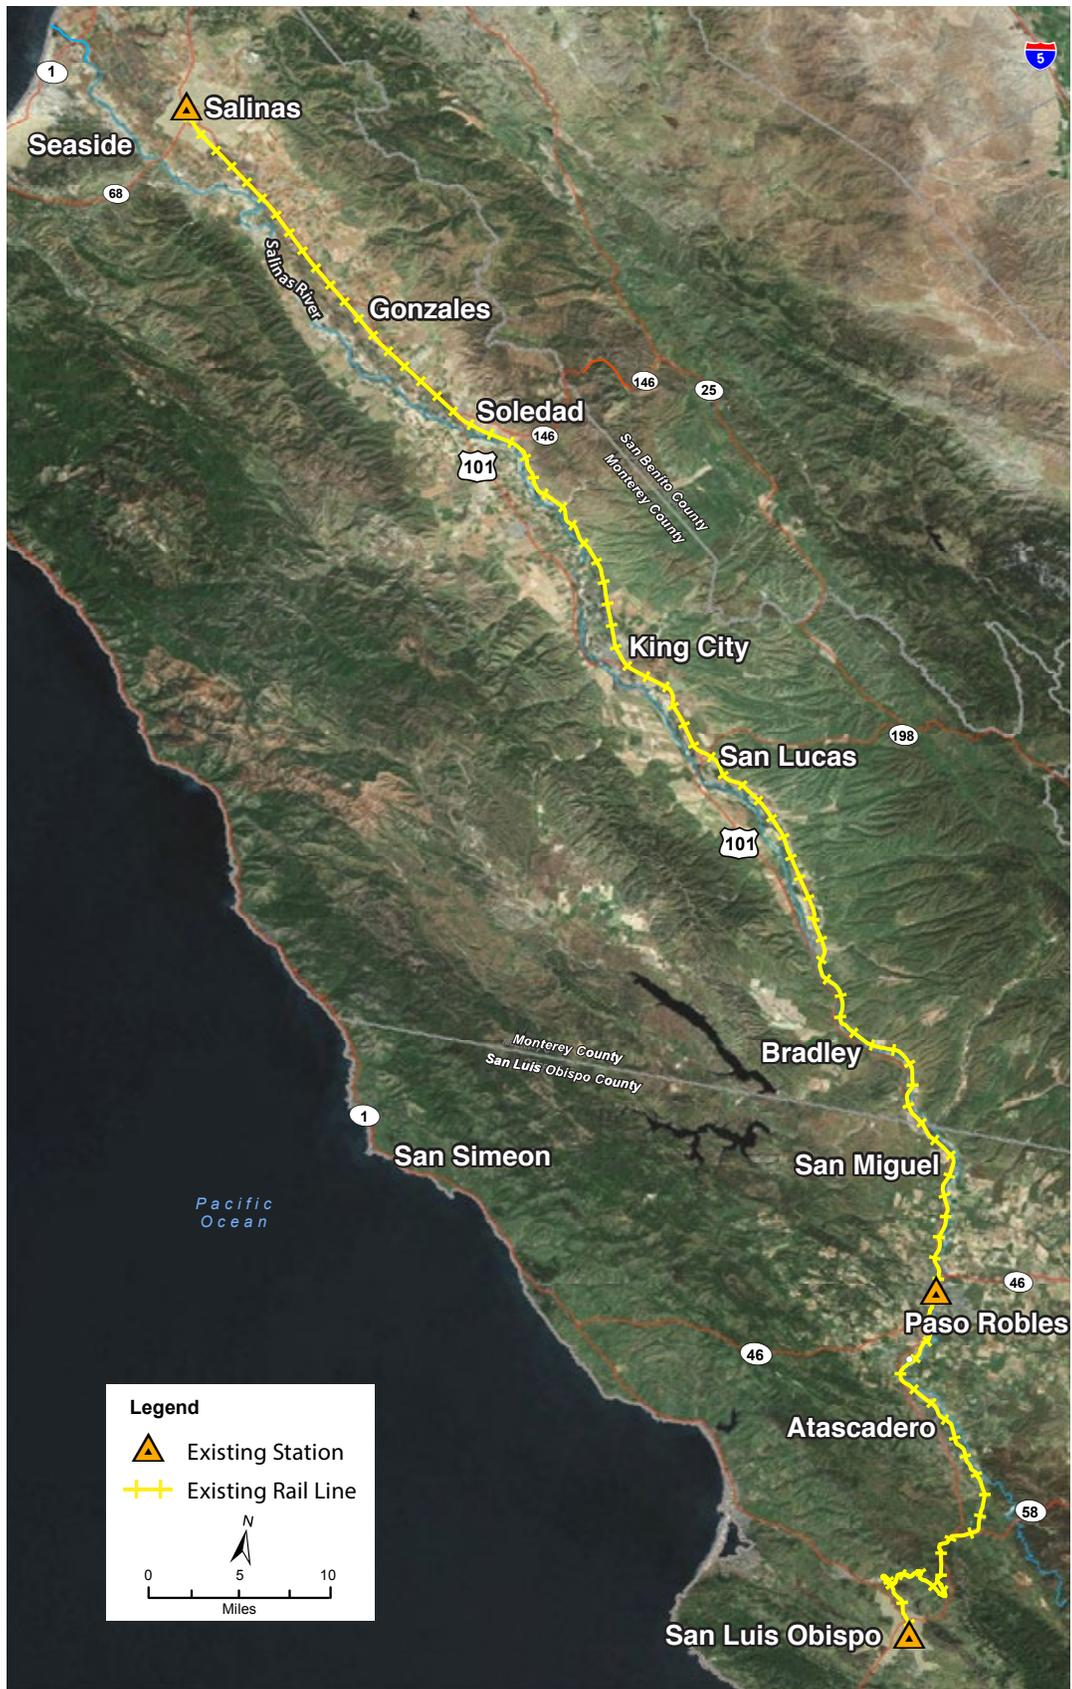 5
1
Salinas
Seaside
68
Salinas River
Gonzales
146
25
Soledad
146
101
San Benito County
Monterey County
King City
198
San Lucas
101
Monterey County
San Luis Obispo County
Bradley
1
San Simeon
San Miguel
Pacific
Ocean
46
Paso Robles
46
Atascadero
58
San Luis Obispo
Legend
Existing Station
Existing Rail Line
N
0 5 10
Miles